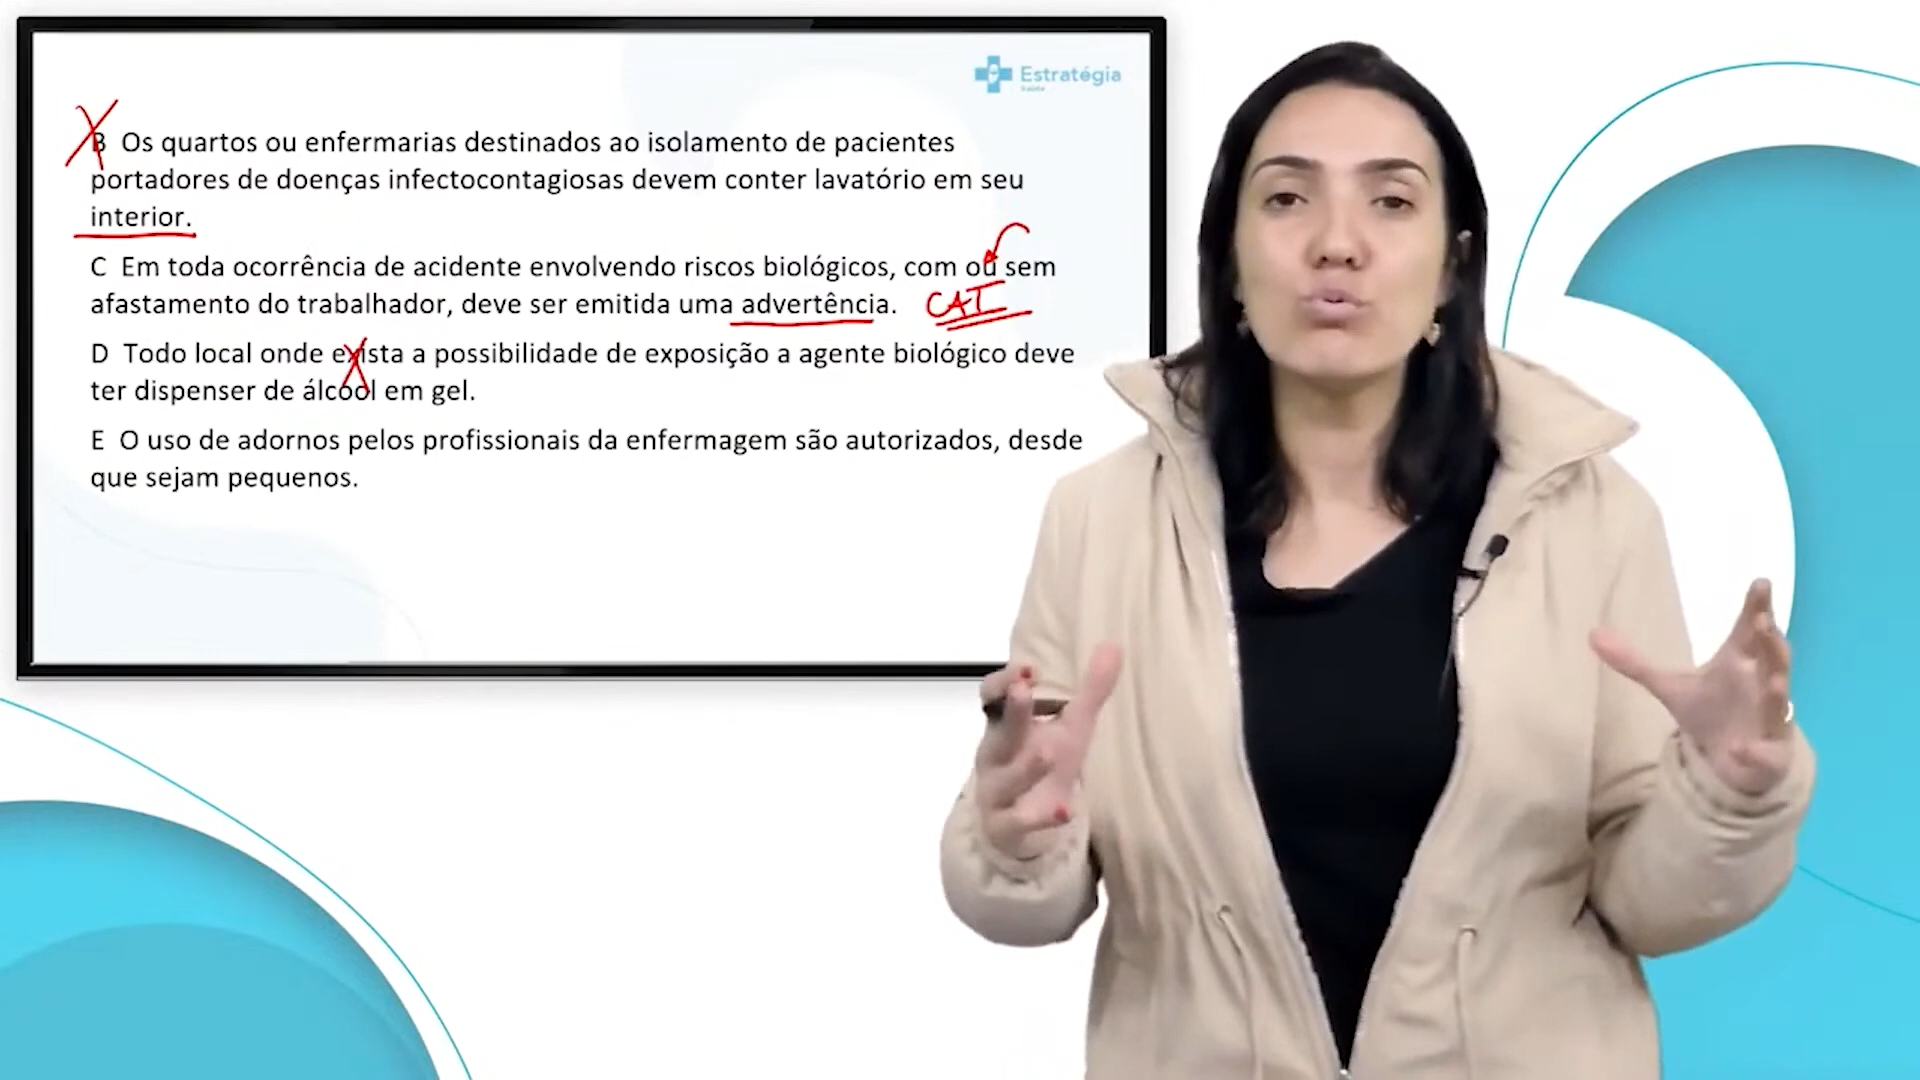 Estratégia
Saúde
B Os quartos ou enfermarias destinados ao isolamento de pacientes
portadores de doenças infectocontagiosas devem conter lavatório em seu
interior.
C Em toda ocorrência de acidente envolvendo riscos biológicos, com ou sem
afastamento do trabalhador, deve ser emitida uma advertência. CAT
D Todo local onde exista a possibilidade de exposição a agente biológico deve
ter dispenser de álcool em gel.
E O uso de adornos pelos profissionais da enfermagem são autorizados, desde
que sejam pequenos.